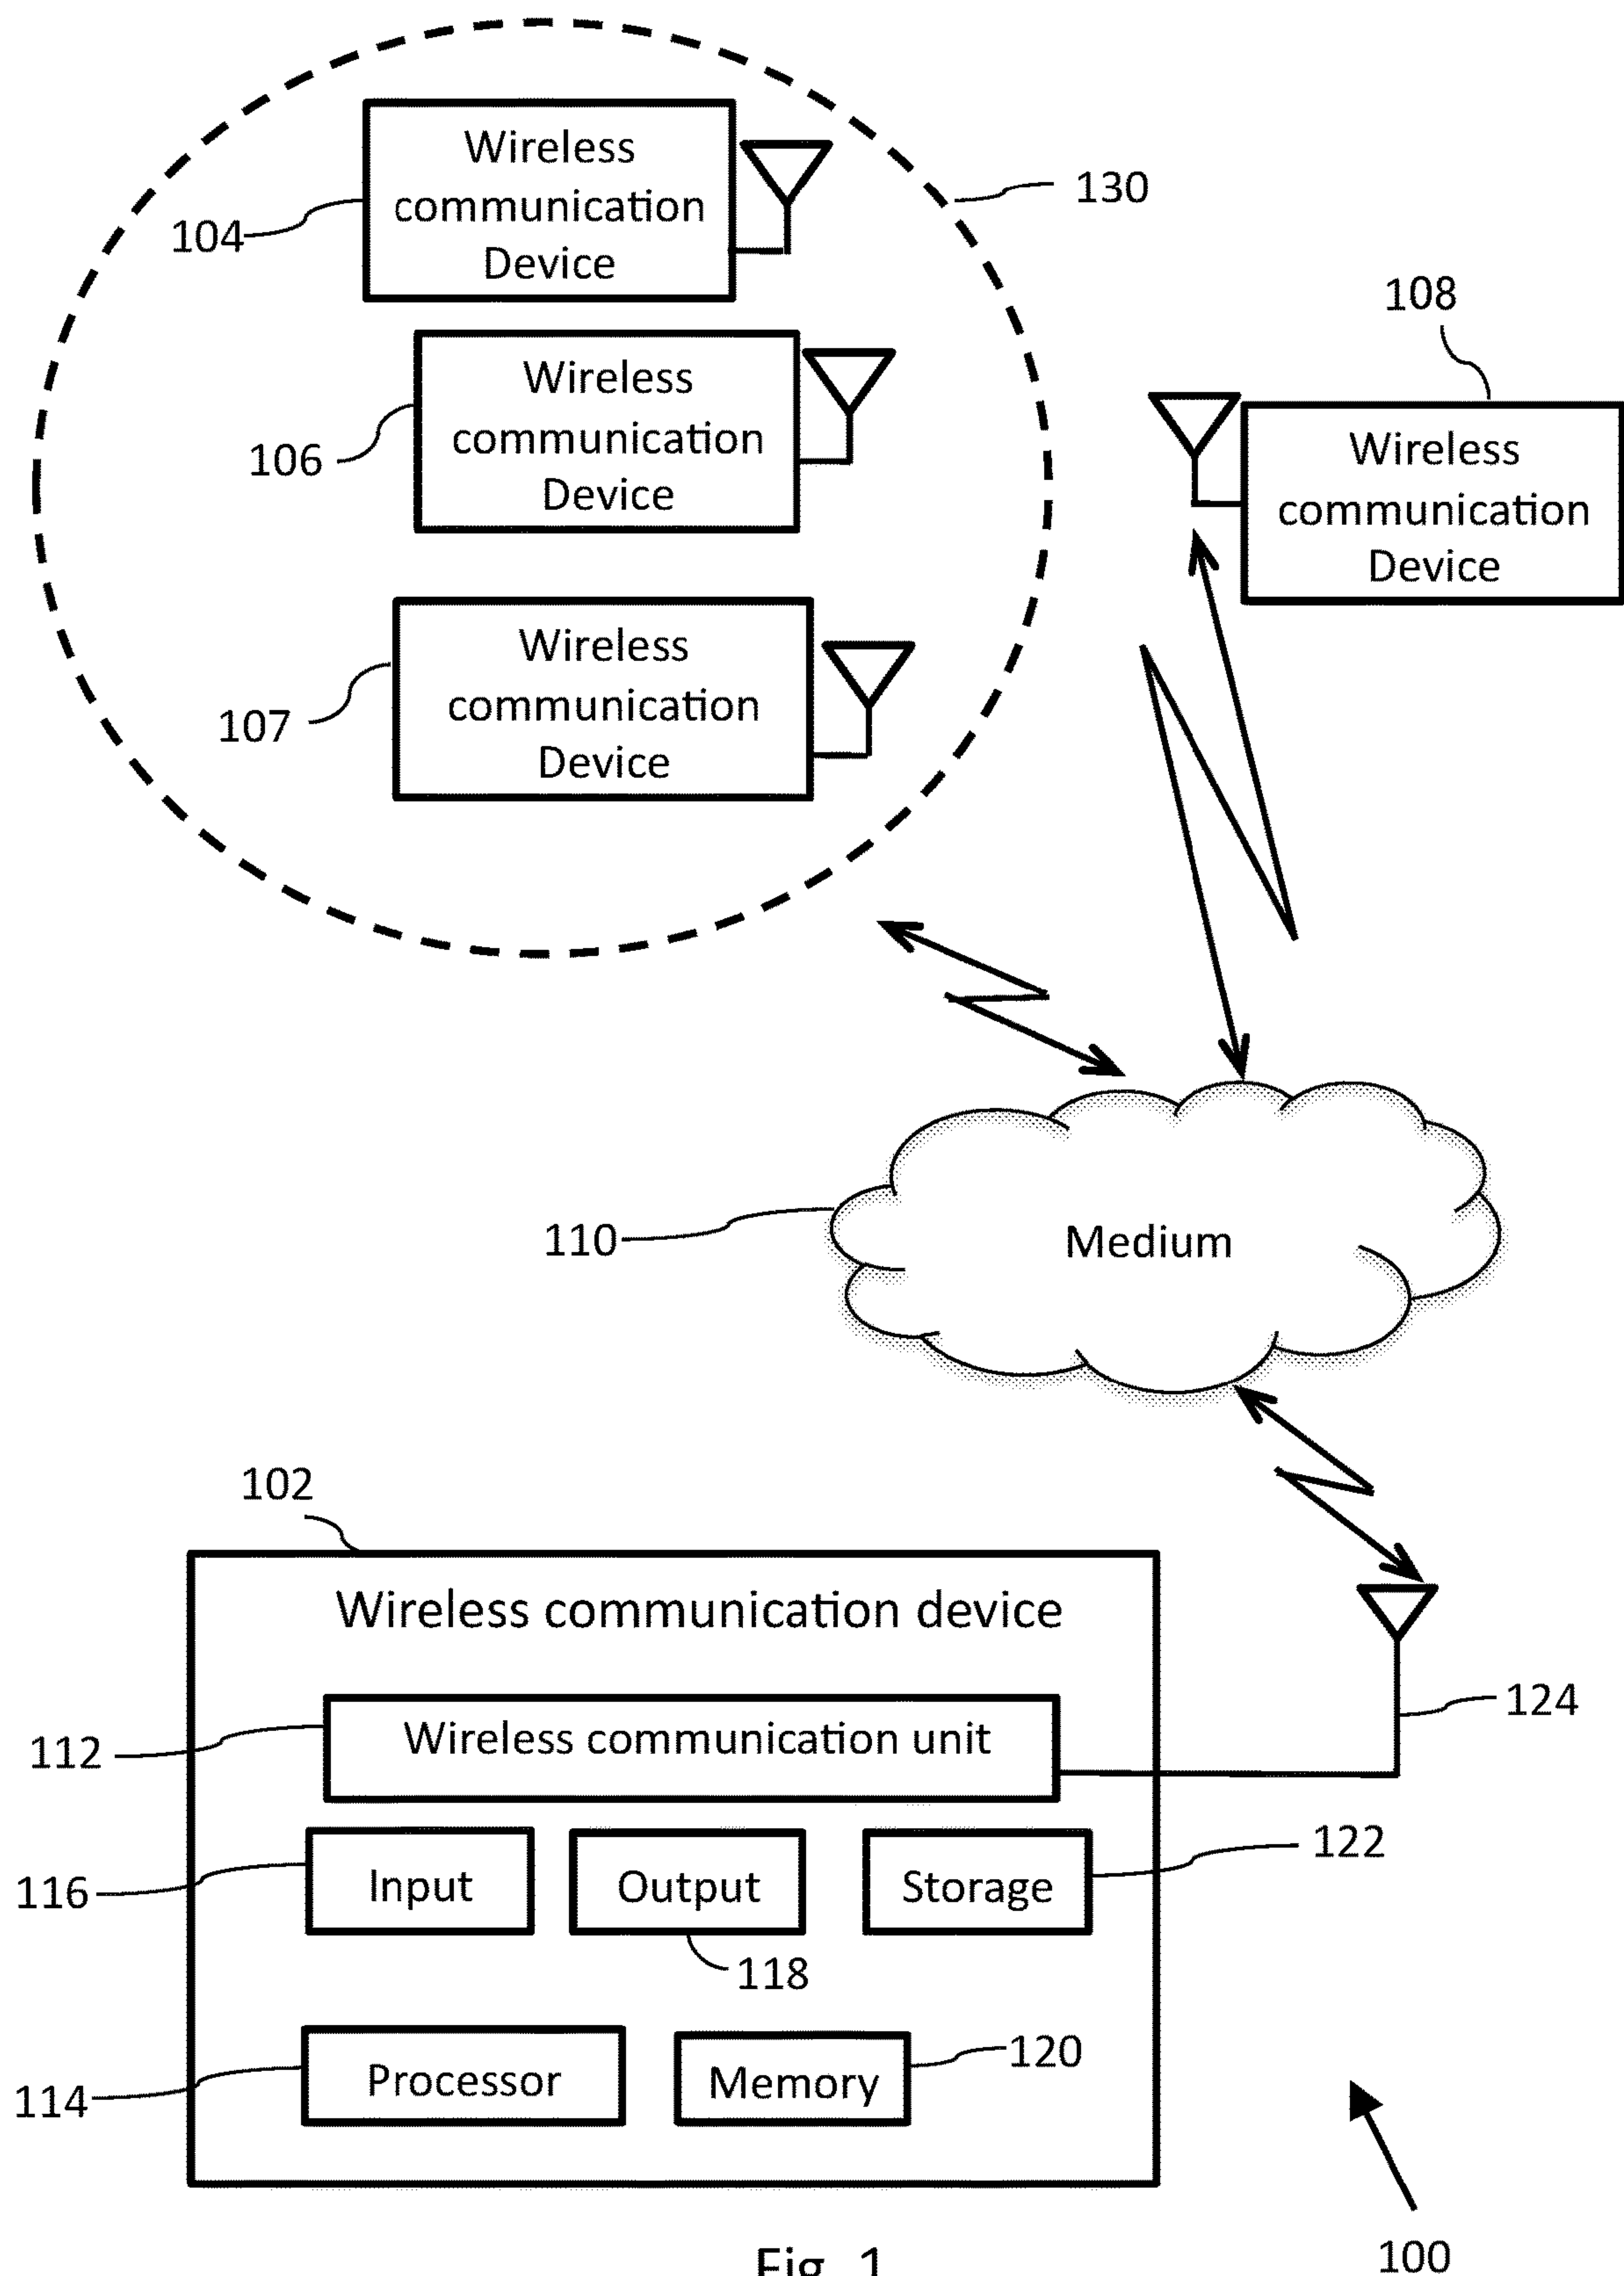 Wireless
communication
Device
104
130
108
Wireless
communication
Device
106
Wireless
communication
Device
Wireless
communication
Device
107
110
Medium
102
Wireless communication device
112
Wireless communication unit
124
116
Input
Output
Storage
122
118
114
Processor
Memory
120
100
Fig. 1